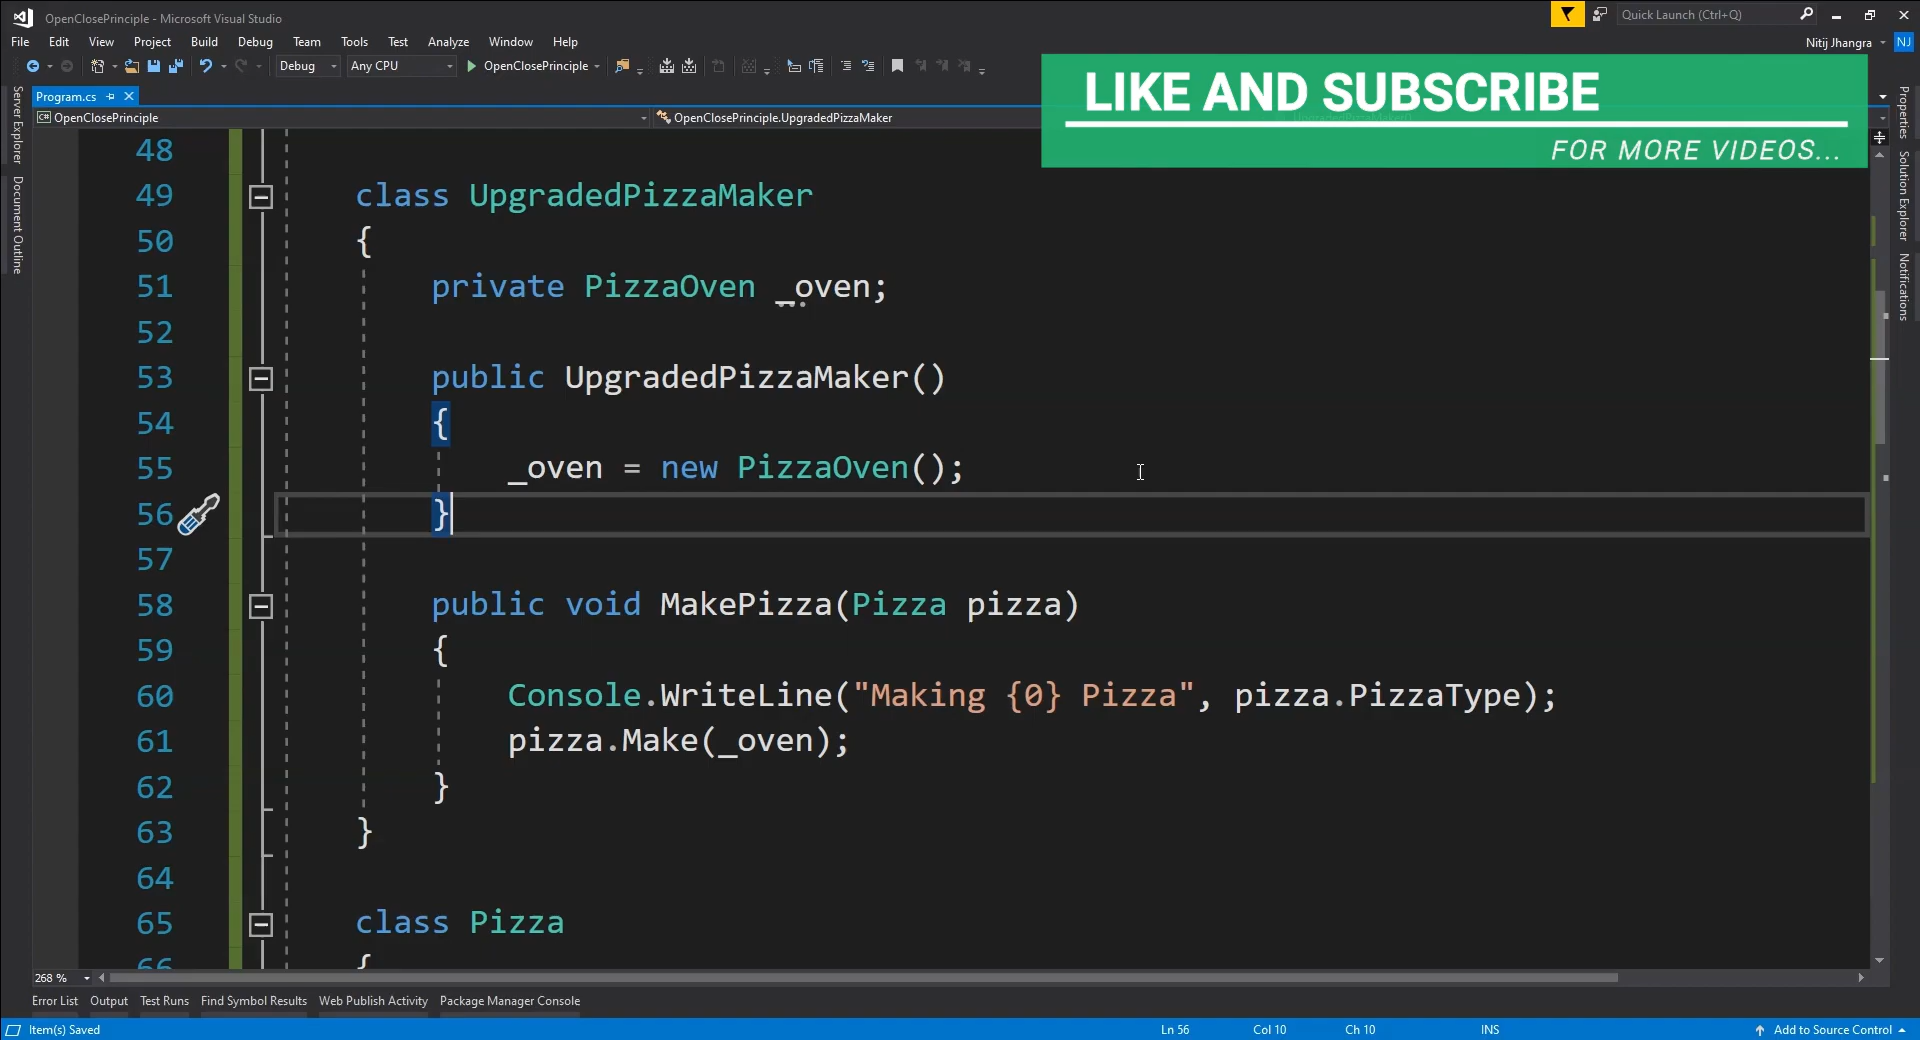 OpenClosePrinciple - Microsoft Visual Studio
Quick Launch (Ctrl+Q)
File Edit View Project Build Debug Team Tools Test Analyze Window Help
Nitij Jhangra NJ
Debug Any CPU OpenClosePrinciple
LIKE AND SUBSCRIBE
FOR MORE VIDEOS...
Program.cs
C# OpenClosePrinciple
OpenClosePrinciple.UpgradedPizzaMaker
Server Explorer
Document Outline
Properties
Solution Explorer
Notifications
48
49 class UpgradedPizzaMaker
50 {
51 private PizzaOven _oven;
52
53 public UpgradedPizzaMaker()
54 {
55 _oven = new PizzaOven();
56 }
57
58 public void MakePizza(Pizza pizza)
59 {
60 Console.WriteLine("Making {0} Pizza", pizza.PizzaType);
61 pizza.Make(_oven);
62 }
63 }
64
65 class Pizza
66 {
268 %
Error List Output Test Runs Find Symbol Results Web Publish Activity Package Manager Console
Item(s) Saved
Ln 56 Col 10 Ch 10 INS
Add to Source Control